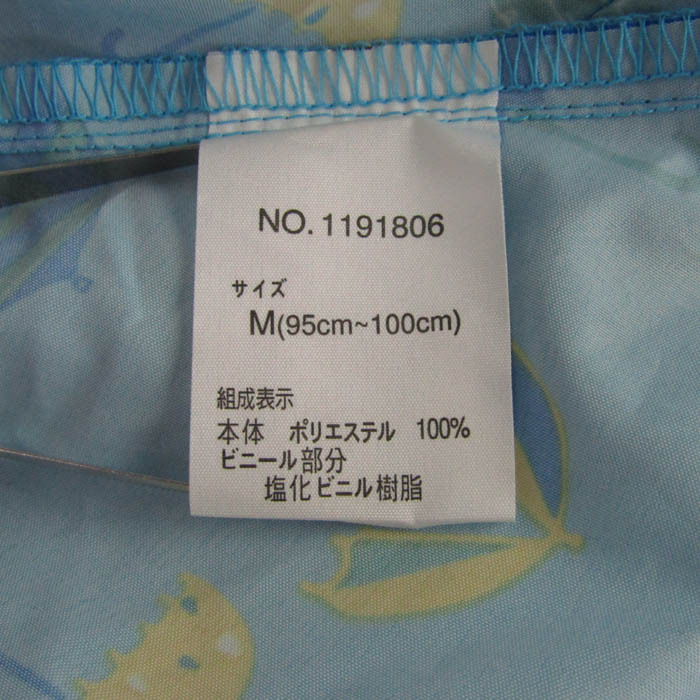 NO. 1191806
サイズ
M(95cm~100cm)
組成表示
本体 ポリエステル 100%
ビニール部分
塩化ビニル樹脂